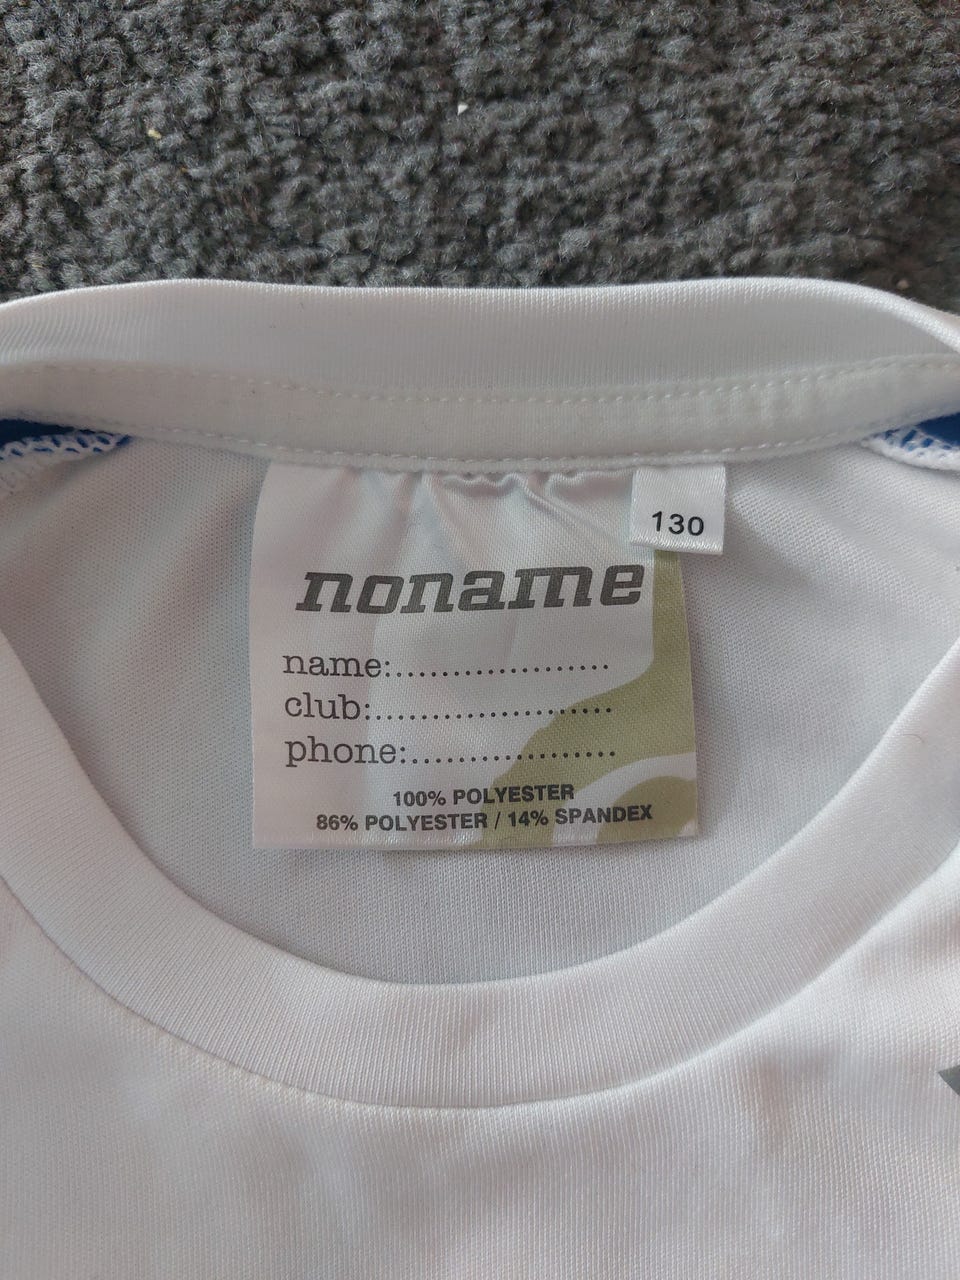 130
noname
name:...................
club:......................
phone:...................
100% POLYESTER
86% POLYESTER / 14% SPANDEX